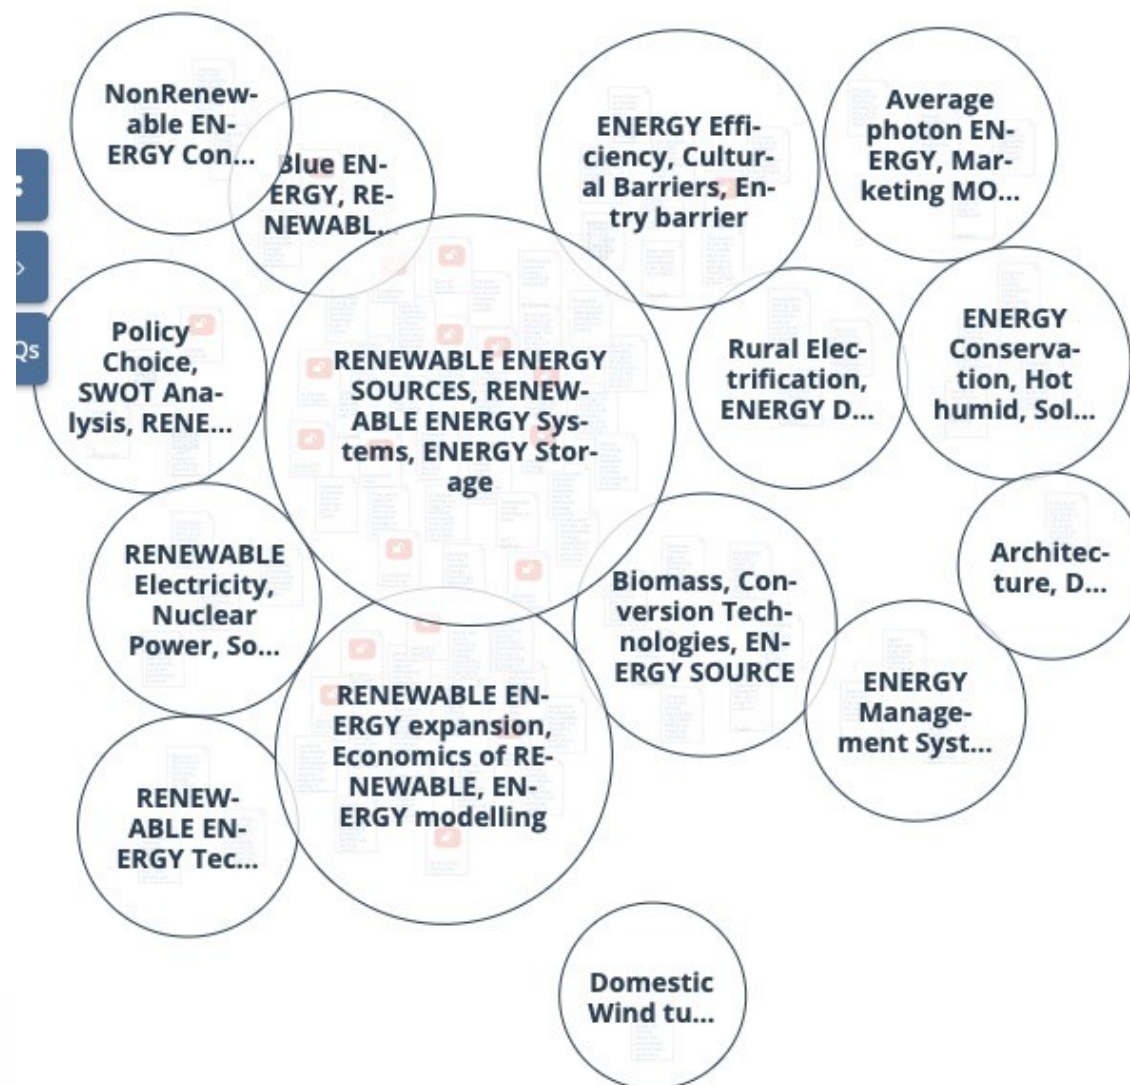 NonRenew-
able EN-
ERGY Con...
Blue EN-
ERGY, RE-
NEWABL...
ENERGY Effi-
ciency, Cultur-
al Barriers, En-
try barrier
Average
photon EN-
ERGY, Mar-
keting MO...
Policy
Choice,
SWOT Ana-
lysis, RENE...
RENEWABLE ENERGY
SOURCES, RENEW-
ABLE ENERGY Sys-
tems, ENERGY Stor-
age
Rural Elec-
trification,
ENERGY D...
ENERGY
Conserva-
tion, Hot
humid, Sol...
RENEWABLE
Electricity,
Nuclear
Power, So...
Biomass, Con-
version Tech-
nologies, EN-
ERGY SOURCE
Architec-
ture, D...
ENERGY
Manage-
ment Syst...
RENEWABLE EN-
ERGY expansion,
Economics of RE-
NEWABLE, EN-
ERGY modelling
RENEW-
ABLE EN-
ERGY Tec...
Domestic
Wind tu...
Qs